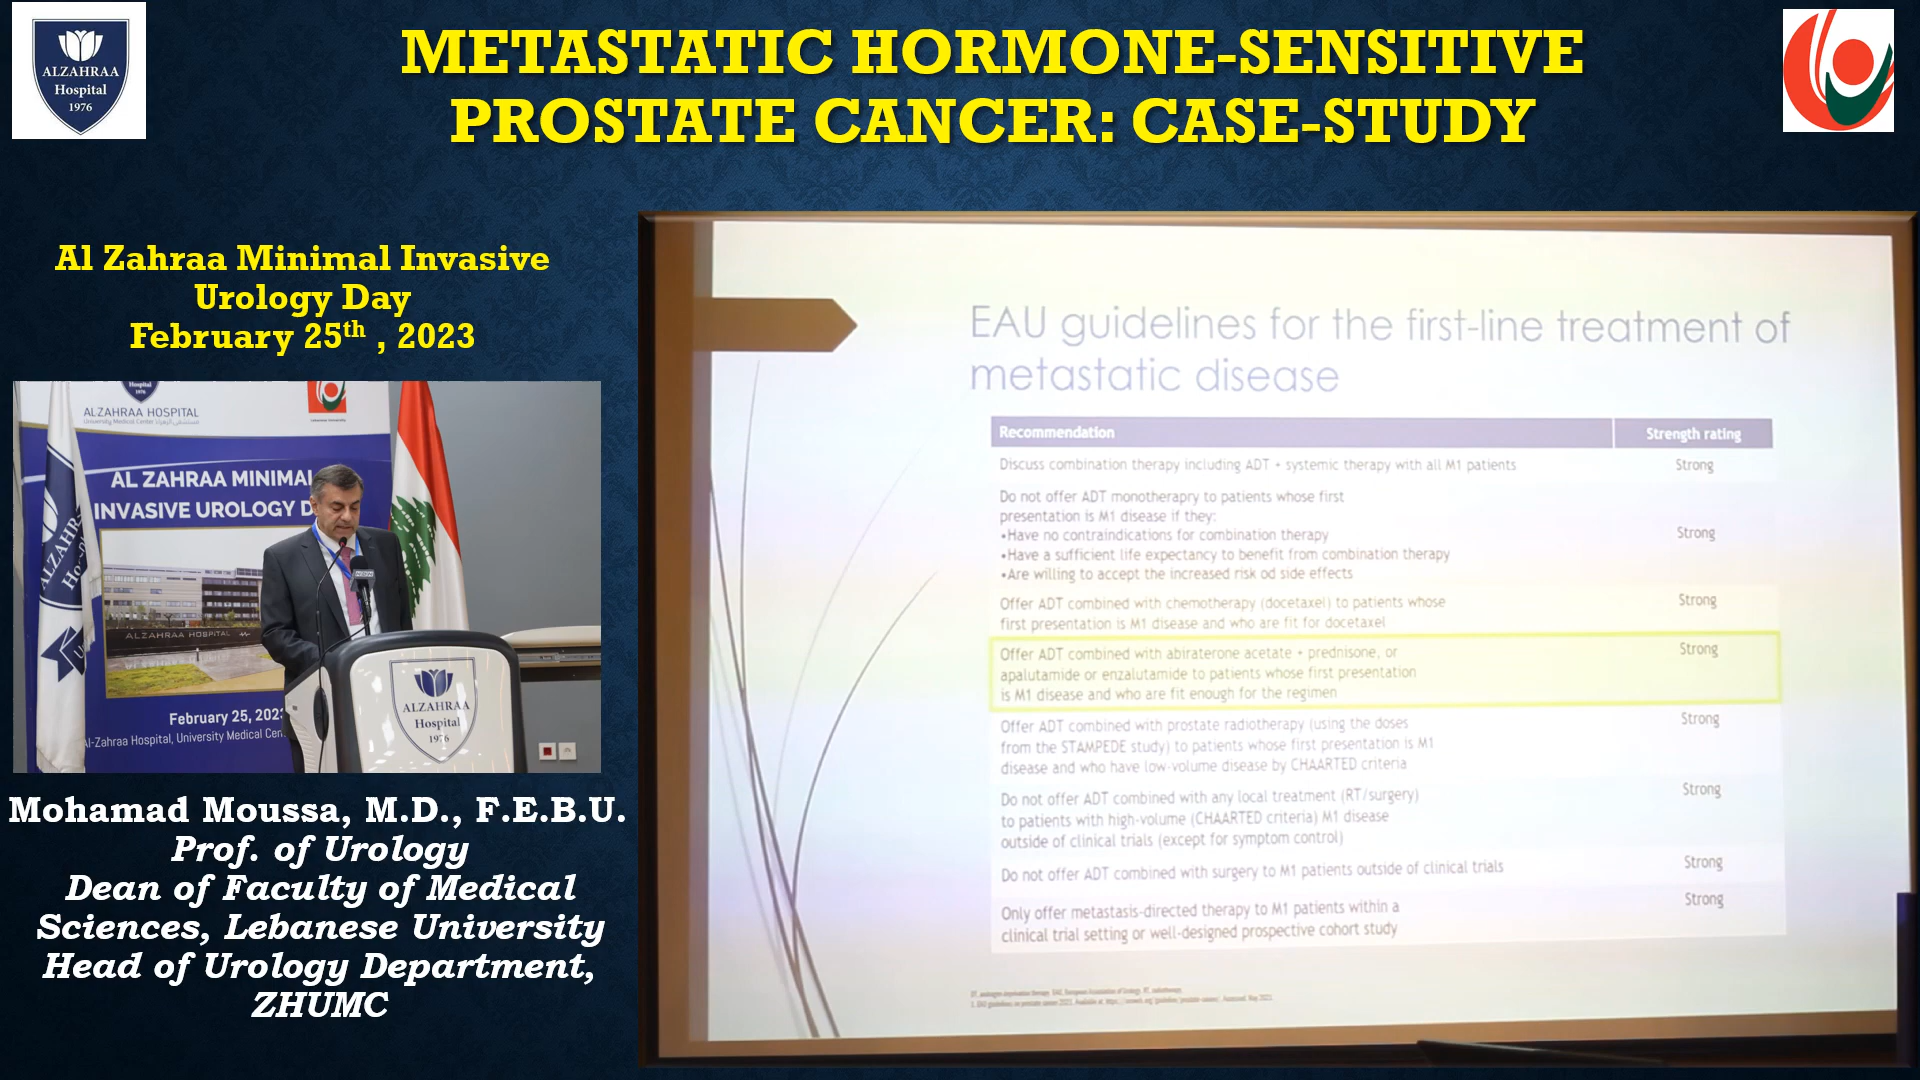 ALZAHRAA
Hospital
1976
METASTATIC HORMONE-SENSITIVE
PROSTATE CANCER: CASE-STUDY
Al Zahraa Minimal Invasive
Urology Day
February 25th , 2023
Hospital
1976
ALZAHRAA HOSPITAL
University Medical Center
AL ZAHRAA MINIMAL
INVASIVE UROLOGY D
ALZAHRAA HOSPITAL
February 25, 202
Al-Zahraa Hospital, University Medical Cen
ALZAHRAA
Hospital
1976
Mohamad Moussa, M.D., F.E.B.U.
Prof. of Urology
Dean of Faculty of Medical
Sciences, Lebanese University
Head of Urology Department,
ZHUMC
EAU guidelines for the first-line treatment of
metastatic disease
Recommendation Strength rating
Discuss combination therapy including ADT + systemic therapy with all M1 patients Strong
Do not offer ADT monotherapry to patients whose first
presentation is M1 disease if they:
•Have no contraindications for combination therapy Strong
•Have a sufficient life expectancy to benefit from combination therapy
•Are willing to accept the increased risk od side effects
Offer ADT combined with chemotherapy (docetaxel) to patients whose Strong
first presentation is M1 disease and who are fit for docetaxel
Offer ADT combined with abiraterone acetate + prednisone, or Strong
apalutamide or enzalutamide to patients whose first presentation
is M1 disease and who are fit enough for the regimen
Offer ADT combined with prostate radiotherapy (using the doses Strong
from the STAMPEDE study) to patients whose first presentation is M1
disease and who have low-volume disease by CHAARTED criteria
Do not offer ADT combined with any local treatment (RT/surgery) Strong
to patients with high-volume (CHAARTED criteria) M1 disease
outside of clinical trials (except for symptom control)
Do not offer ADT combined with surgery to M1 patients outside of clinical trials Strong
Only offer metastasis-directed therapy to M1 patients within a Strong
clinical trial setting or well-designed prospective cohort study